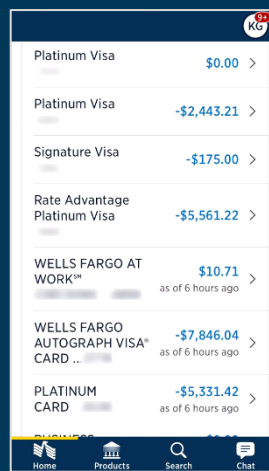 KG
9+
Platinum Visa
$0.00
Platinum Visa
-$2,443.21
Signature Visa
-$175.00
Rate Advantage
Platinum Visa
-$5,561.22
WELLS FARGO AT
WORK℠
$10.71
as of 6 hours ago
WELLS FARGO
AUTOGRAPH VISA®
CARD ...
-$7,846.04
as of 6 hours ago
PLATINUM
CARD
-$5,331.42
as of 6 hours ago
Home
Products
Search
Chat